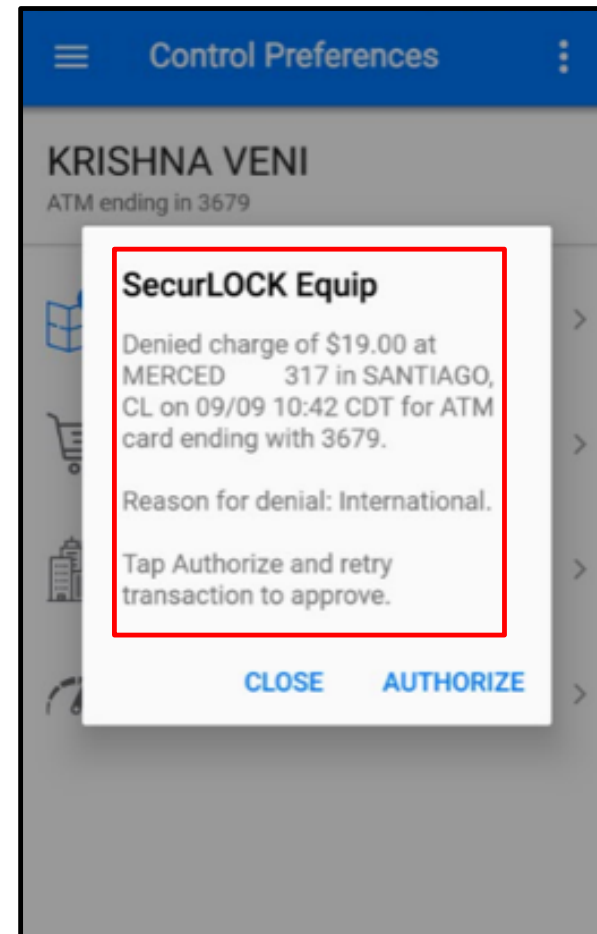 Control Preferences
KRISHNA VENI
ATM ending in 3679
SecurLOCK Equip
Denied charge of $19.00 at
MERCED 317 in SANTIAGO,
CL on 09/09 10:42 CDT for ATM
card ending with 3679.
Reason for denial: International.
Tap Authorize and retry
transaction to approve.
CLOSE AUTHORIZE